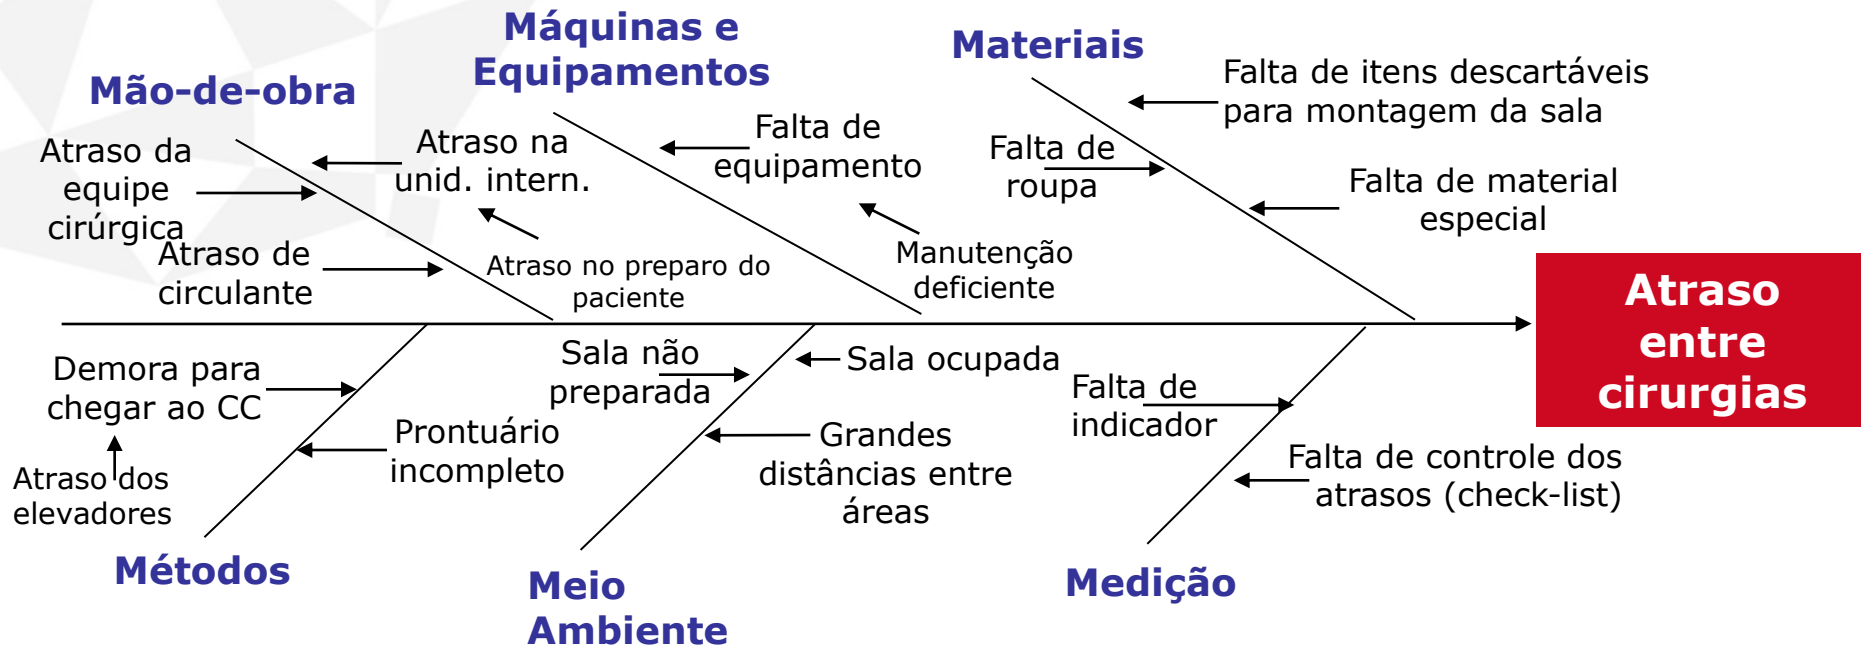 Mão-de-obra
Atraso da
equipe
cirúrgica
Atraso na
unid. intern.
Atraso de
circulante
Atraso no preparo do
paciente
Máquinas e
Equipamentos
Falta de
equipamento
Manutenção
deficiente
Materiais
Falta de itens descartáveis
para montagem da sala
Falta de
roupa
Falta de material
especial
Atraso
entre
cirurgias
Demora para
chegar ao CC
Atraso dos
elevadores
Prontuário
incompleto
Métodos
Sala não
preparada
Sala ocupada
Grandes
distâncias entre
áreas
Meio
Ambiente
Falta de
indicador
Falta de controle dos
atrasos (check-list)
Medição